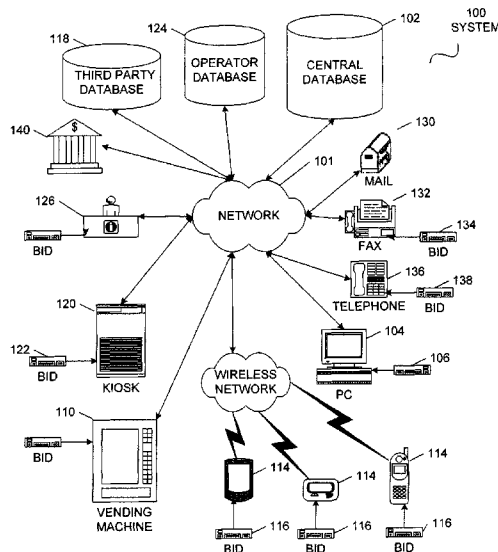 100
SYSTEM
118
THIRD PARTY
DATABASE
124
OPERATOR
DATABASE
102
CENTRAL
DATABASE
140
$
130
MAIL
101
NETWORK
126
BID
132
FAX
134
BID
136
TELEPHONE
138
BID
120
122
BID
KIOSK
104
PC
106
BID
WIRELESS
NETWORK
110
BID
VENDING
MACHINE
114
116
BID
114
116
BID
114
116
BID